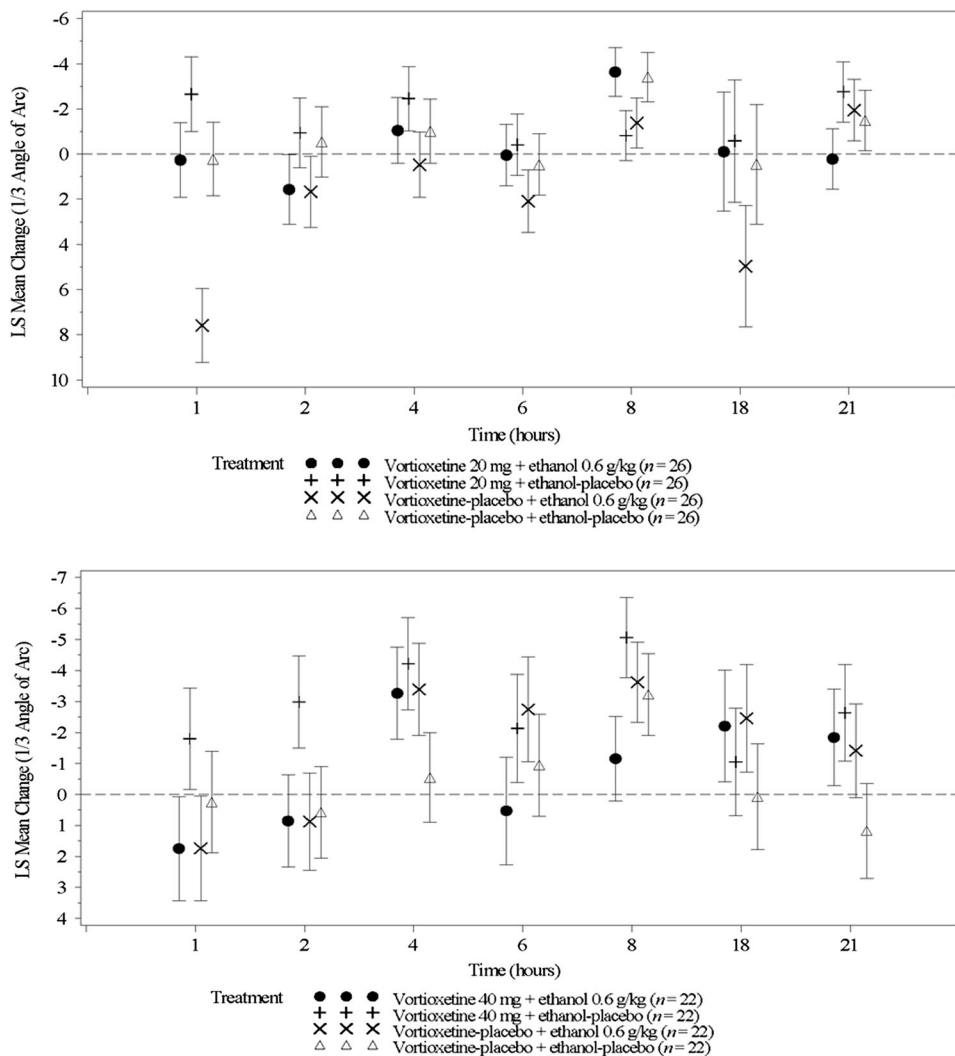 -6
-4
-2
0
2
4
6
8
10
LS Mean Change (1/3 Angle of Arc)
1 2 4 6 8 18 21
Time (hours)
Treatment
Vortioxetine 20 mg + ethanol 0.6 g/kg (n = 26)
Vortioxetine 20 mg + ethanol-placebo (n = 26)
Vortioxetine-placebo + ethanol 0.6 g/kg (n = 26)
Vortioxetine-placebo + ethanol-placebo (n = 26)
-7
-6
-5
-4
-3
-2
-1
0
1
2
3
4
LS Mean Change (1/3 Angle of Arc)
1 2 4 6 8 18 21
Time (hours)
Treatment
Vortioxetine 40 mg + ethanol 0.6 g/kg (n = 22)
Vortioxetine 40 mg + ethanol-placebo (n = 22)
Vortioxetine-placebo + ethanol 0.6 g/kg (n = 22)
Vortioxetine-placebo + ethanol-placebo (n = 22)